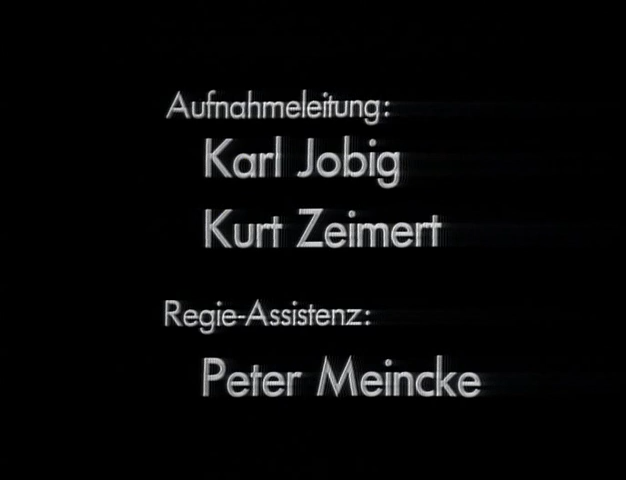 Aufnahmeleitung:
Karl Jobig
Kurt Zeimert
Regie-Assistenz:
Peter Meincke